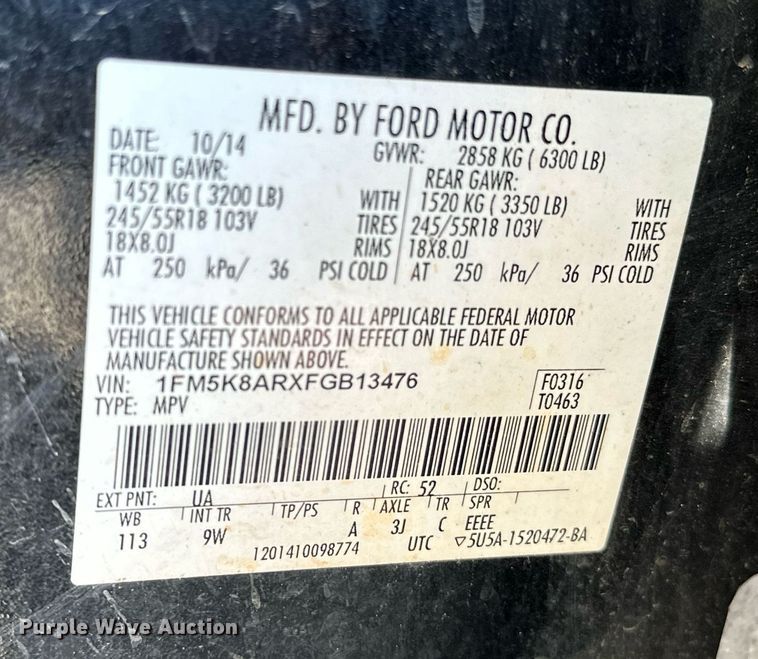 MFD. BY FORD MOTOR CO.
DATE: 10/14 GVWR: 2858 KG ( 6300 LB)
FRONT GAWR: REAR GAWR:
1452 KG ( 3200 LB) WITH 1520 KG ( 3350 LB) WITH
245/55R18 103V TIRES 245/55R18 103V TIRES
18X8.0J RIMS 18X8.0J RIMS
AT 250 kPa/ 36 PSI COLD AT 250 kPa/ 36 PSI COLD
THIS VEHICLE CONFORMS TO ALL APPLICABLE FEDERAL MOTOR
VEHICLE SAFETY STANDARDS IN EFFECT ON THE DATE OF
MANUFACTURE SHOWN ABOVE.
VIN: 1FM5K8ARXFGB13476 F0316
TYPE: MPV T0463
EXT PNT: UA RC: 52 DSO:
WB INT TR TP/PS R AXLE TR SPR
113 9W A 3J C EEEE
1201410098774 UTC ▽5U5A-1520472-BA
Purple Wave Auction